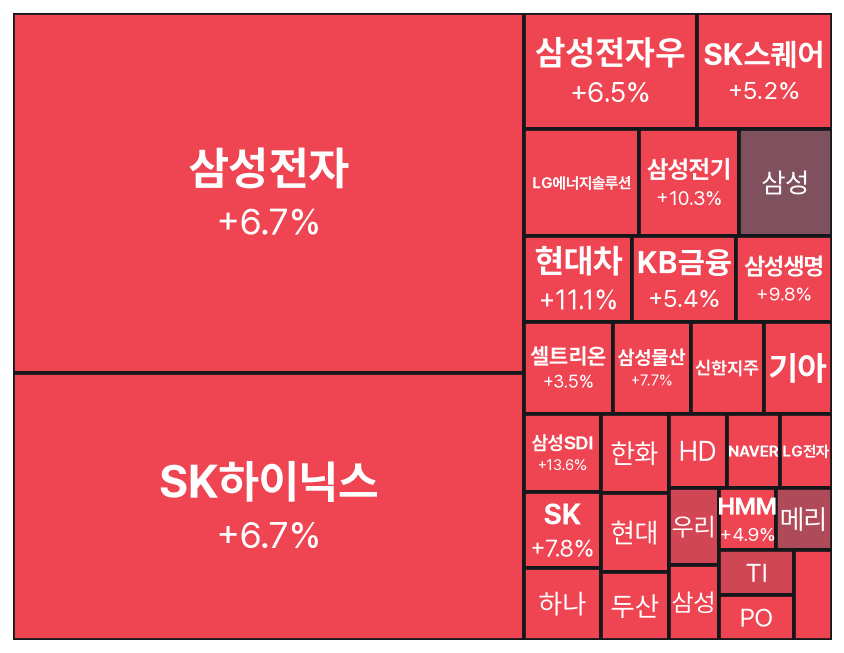 삼성전자
+6.7%
SK하이닉스
+6.7%
삼성전자우
+6.5%
SK스퀘어
+5.2%
LG에너지솔루션
삼성전기
+10.3%
삼성
현대차
+11.1%
KB금융
+5.4%
삼성생명
+9.8%
셀트리온
+3.5%
삼성물산
+7.7%
신한지주
기아
삼성SDI
+13.6%
한화
HD
NAVER
LG전자
SK
+7.8%
현대
우리
HMM
+4.9%
메리
하나
두산
삼성
TI
PO